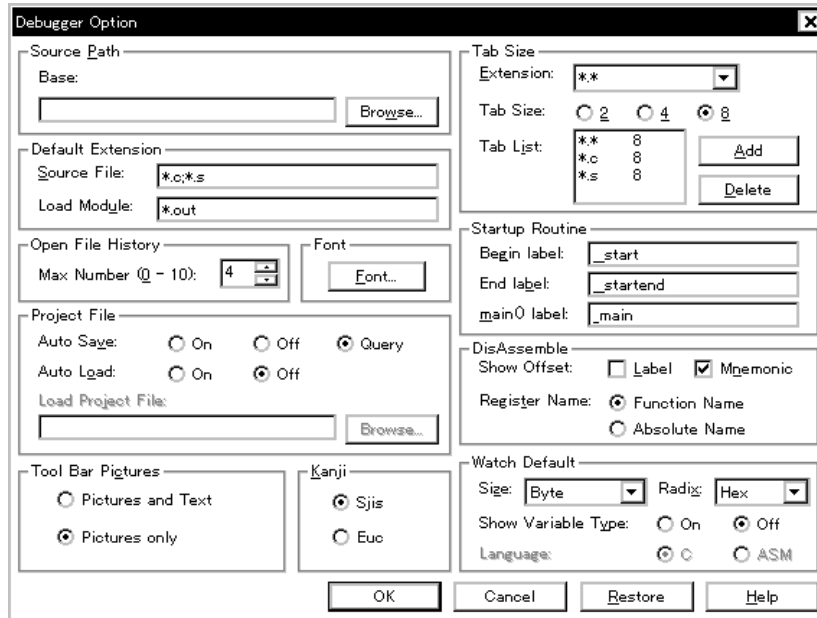 Debugger Option
Source Path
Base:
Browse...
Default Extension
Source File: *.c;*.s
Load Module: *.out
Open File History
Max Number (0 - 10): 4
Font
Font...
Project File
Auto Save: On Off Query
Auto Load: On Off
Load Project File:
Browse...
Tool Bar Pictures
Pictures and Text
Pictures only
Kanji
Sjis
Euc
Tab Size
Extension: *.*
Tab Size: 2 4 8
Tab List:
*.* 8
*.c 8
*.s 8
Add
Delete
Startup Routine
Begin label: _start
End label: _startend
main() label: _main
DisAssemble
Show Offset: Label Mnemonic
Register Name: Function Name
Absolute Name
Watch Default
Size: Byte Radix: Hex
Show Variable Type: On Off
Language: C ASM
OK Cancel Restore Help